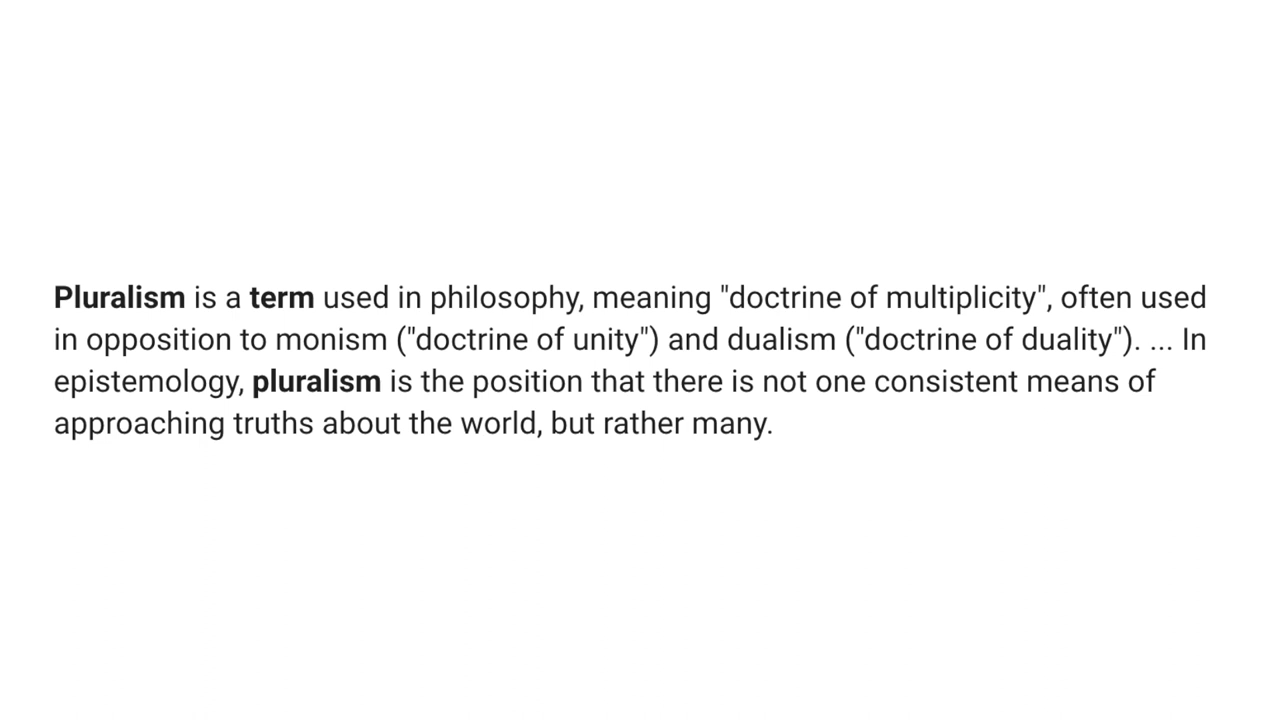 Pluralism is a term used in philosophy, meaning "doctrine of multiplicity", often used
in opposition to monism ("doctrine of unity") and dualism ("doctrine of duality"). ... In
epistemology, pluralism is the position that there is not one consistent means of
approaching truths about the world, but rather many.